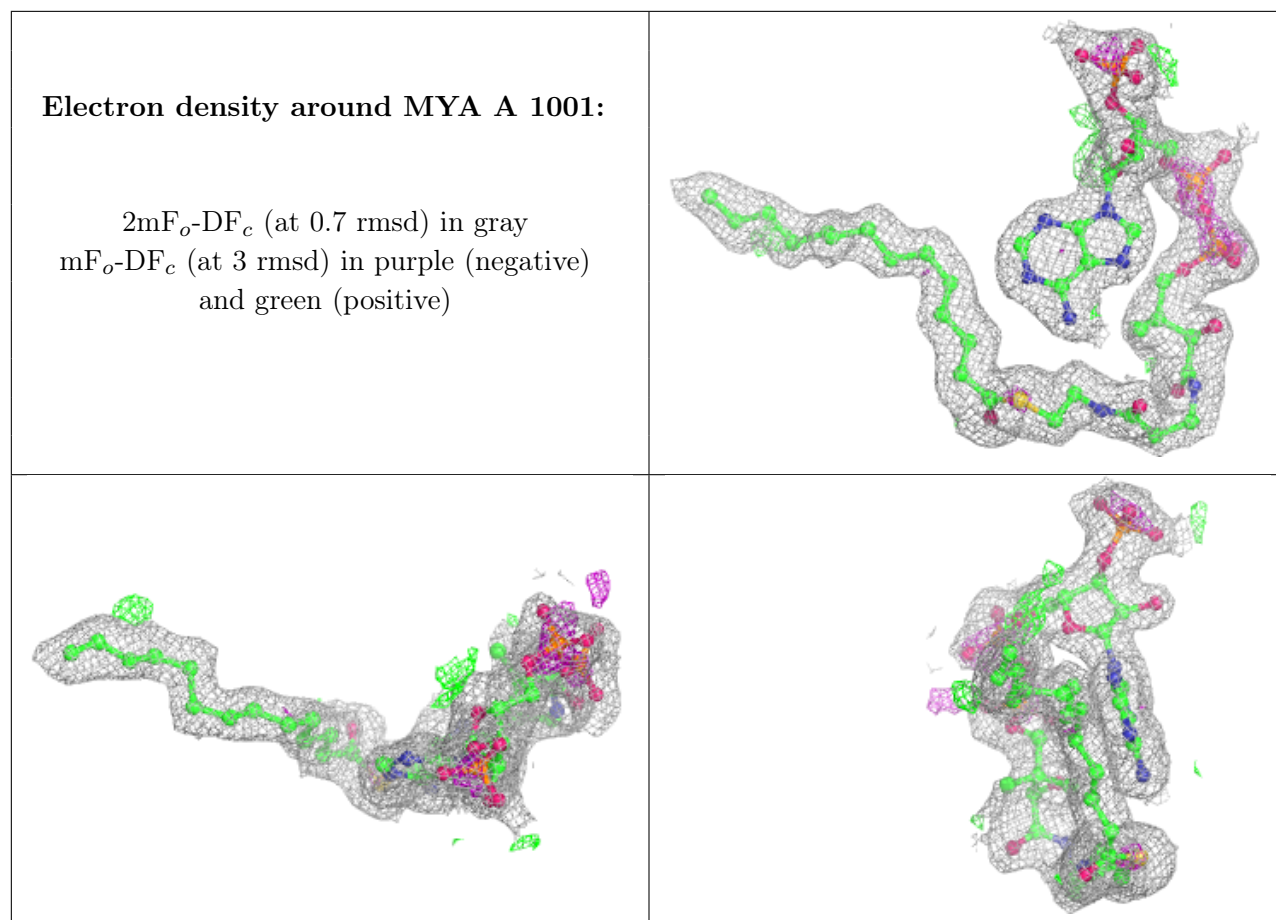 Electron density around MYA A 1001:
2mFo-DFc (at 0.7 rmsd) in gray
mFo-DFc (at 3 rmsd) in purple (negative)
and green (positive)